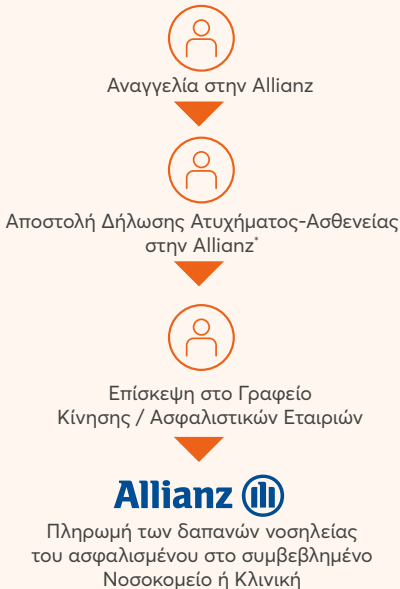 Αναγγελία στην Allianz
Αποστολή Δήλωσης Ατυχήματος-Ασθενείας
στην Allianz*
Επίσκεψη στο Γραφείο
Κίνησης / Ασφαλιστικών Εταιριών
Allianz
Πληρωμή των δαπανών νοσηλείας
του ασφαλισμένου στο συμβεβλημένο
Νοσοκομείο ή Κλινική